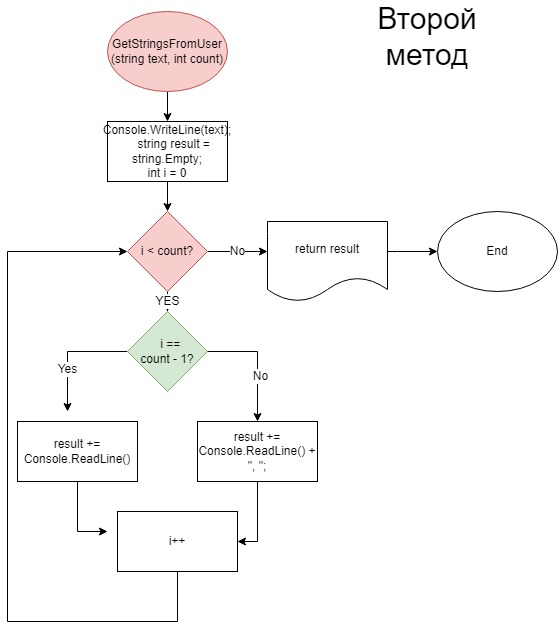 Второй
метод
GetStringsFromUser
(string text, int count)
Console.WriteLine(text);
string result =
string.Empty;
int i = 0
i < count?
No
return result
End
YES
i ==
count - 1?
Yes
No
result +=
Console.ReadLine()
result +=
Console.ReadLine() +
", ";
i++